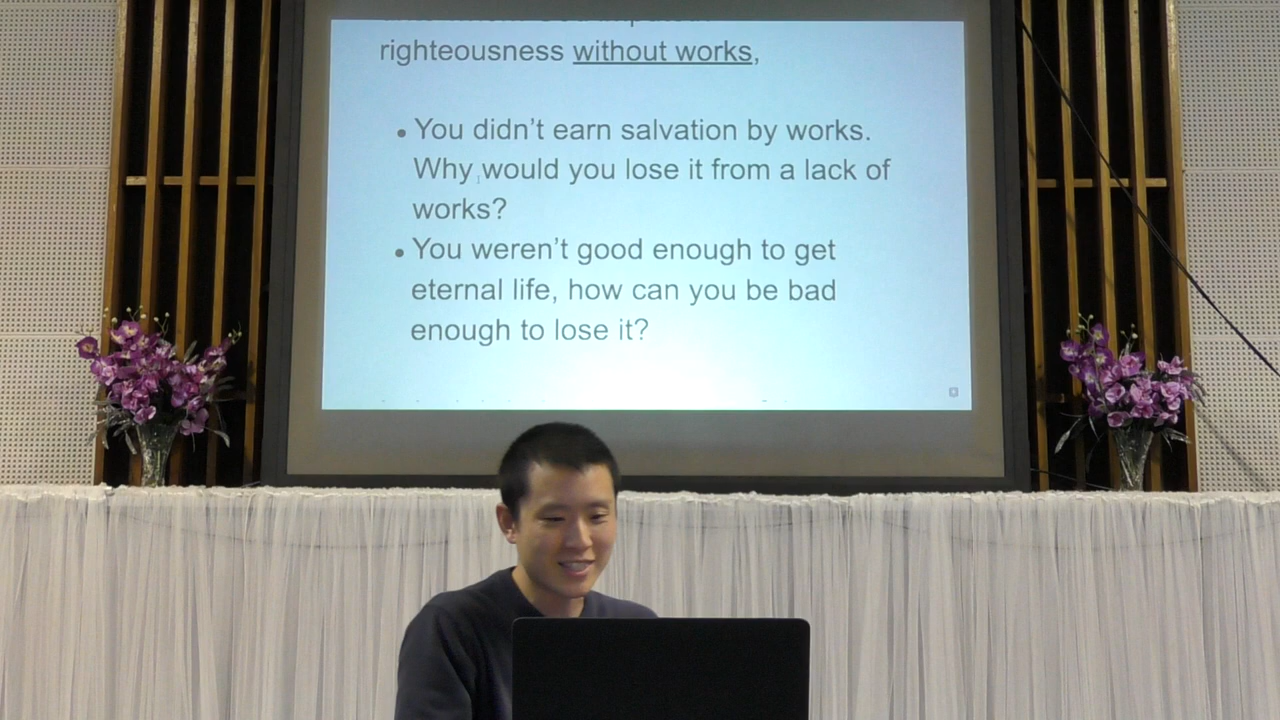 righteousness without works,
• You didn't earn salvation by works.
Why would you lose it from a lack of
works?
• You weren't good enough to get
eternal life, how can you be bad
enough to lose it?